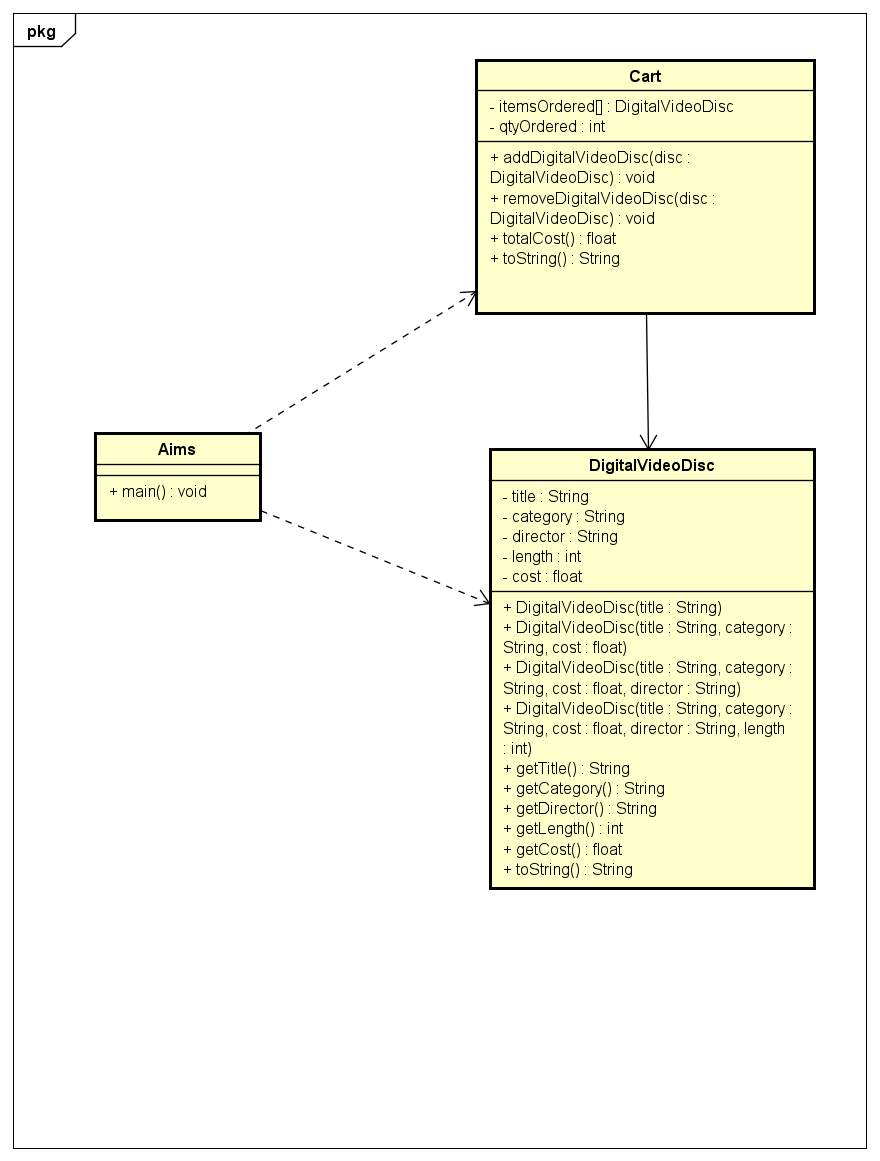 pkg
Cart
- itemsOrdered[] : DigitalVideoDisc
- qtyOrdered : int
+ addDigitalVideoDisc(disc :
DigitalVideoDisc) : void
+ removeDigitalVideoDisc(disc :
DigitalVideoDisc) : void
+ totalCost() : float
+ toString() : String
Aims
+ main() : void
DigitalVideoDisc
- title : String
- category : String
- director : String
- length : int
- cost : float
+ DigitalVideoDisc(title : String)
+ DigitalVideoDisc(title : String, category :
String, cost : float)
+ DigitalVideoDisc(title : String, category :
String, cost : float, director : String)
+ DigitalVideoDisc(title : String, category :
String, cost : float, director : String, length
: int)
+ getTitle() : String
+ getCategory() : String
+ getDirector() : String
+ getLength() : int
+ getCost() : float
+ toString() : String